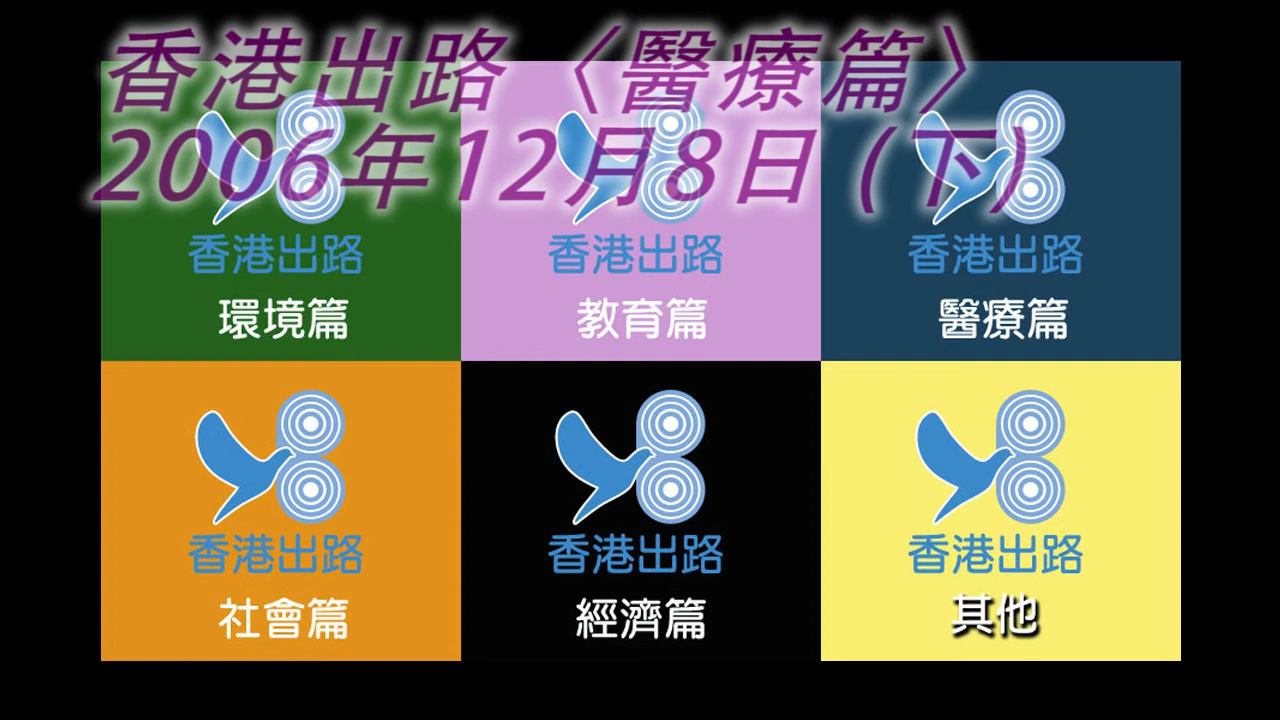 香港出路〈醫療篇〉
2006年12月8日 (下)
香港出路
環境篇
香港出路
教育篇
香港出路
醫療篇
香港出路
社會篇
香港出路
經濟篇
香港出路
其他